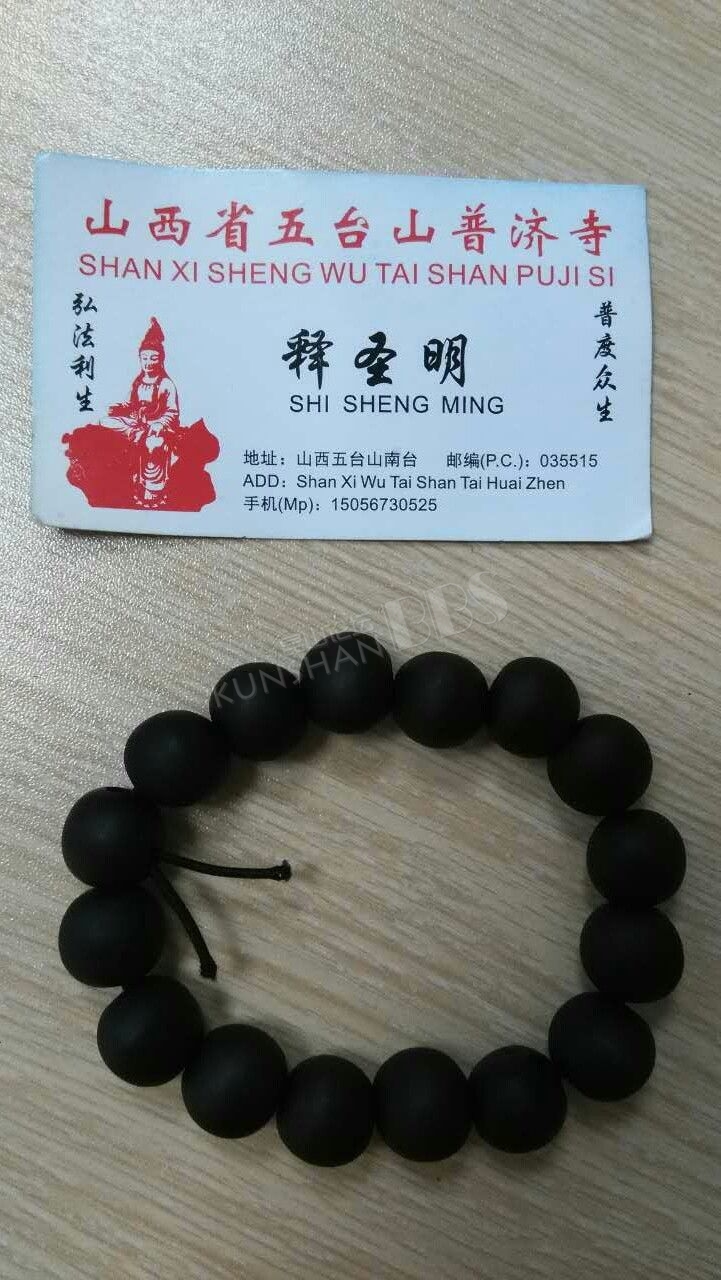 山西省五台山普济寺
SHAN XI SHENG WU TAI SHAN PUJI SI
弘法利生
普度众生
释圣明
SHI SHENG MING
地址：山西五台山南台 邮编(P.C.)：035515
ADD：Shan Xi Wu Tai Shan Tai Huai Zhen
手机(Mp)：15056730525
KUNSHAN BBS